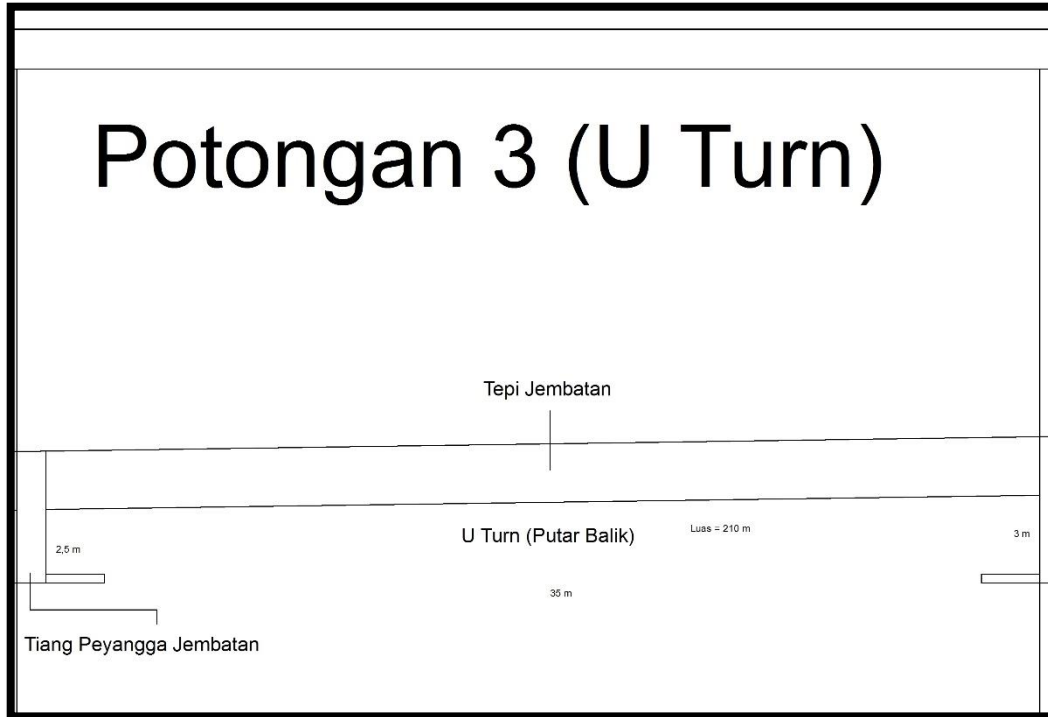 Potongan 3 (U Turn)
Tepi Jembatan
U Turn (Putar Balik)
Luas = 210 m
3 m
2,5 m
35 m
Tiang Peyangga Jembatan